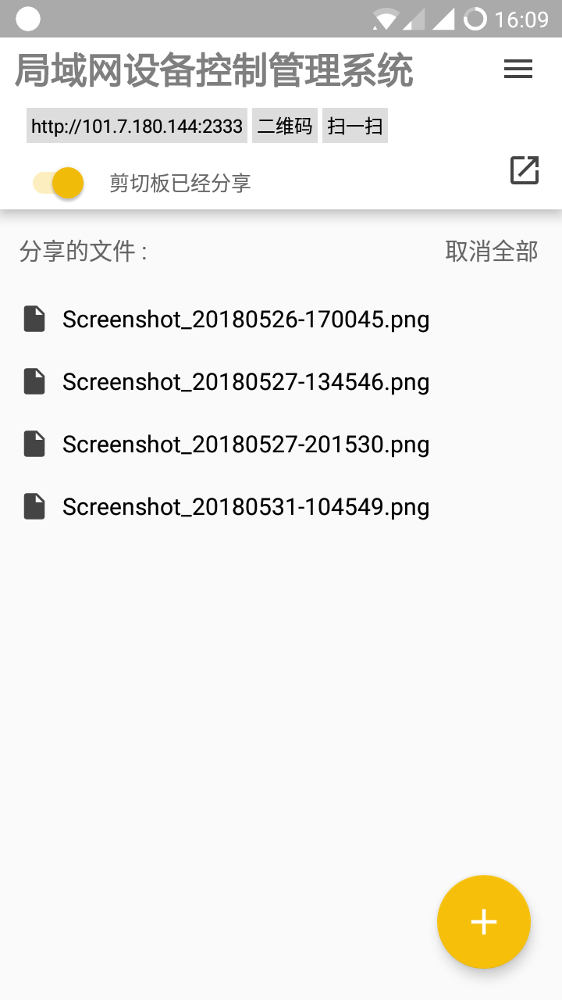 16:09
局域网设备控制管理系统
http://101.7.180.144:2333 二维码 扫一扫
剪切板已经分享
分享的文件 : 取消全部
Screenshot_20180526-170045.png
Screenshot_20180527-134546.png
Screenshot_20180527-201530.png
Screenshot_20180531-104549.png